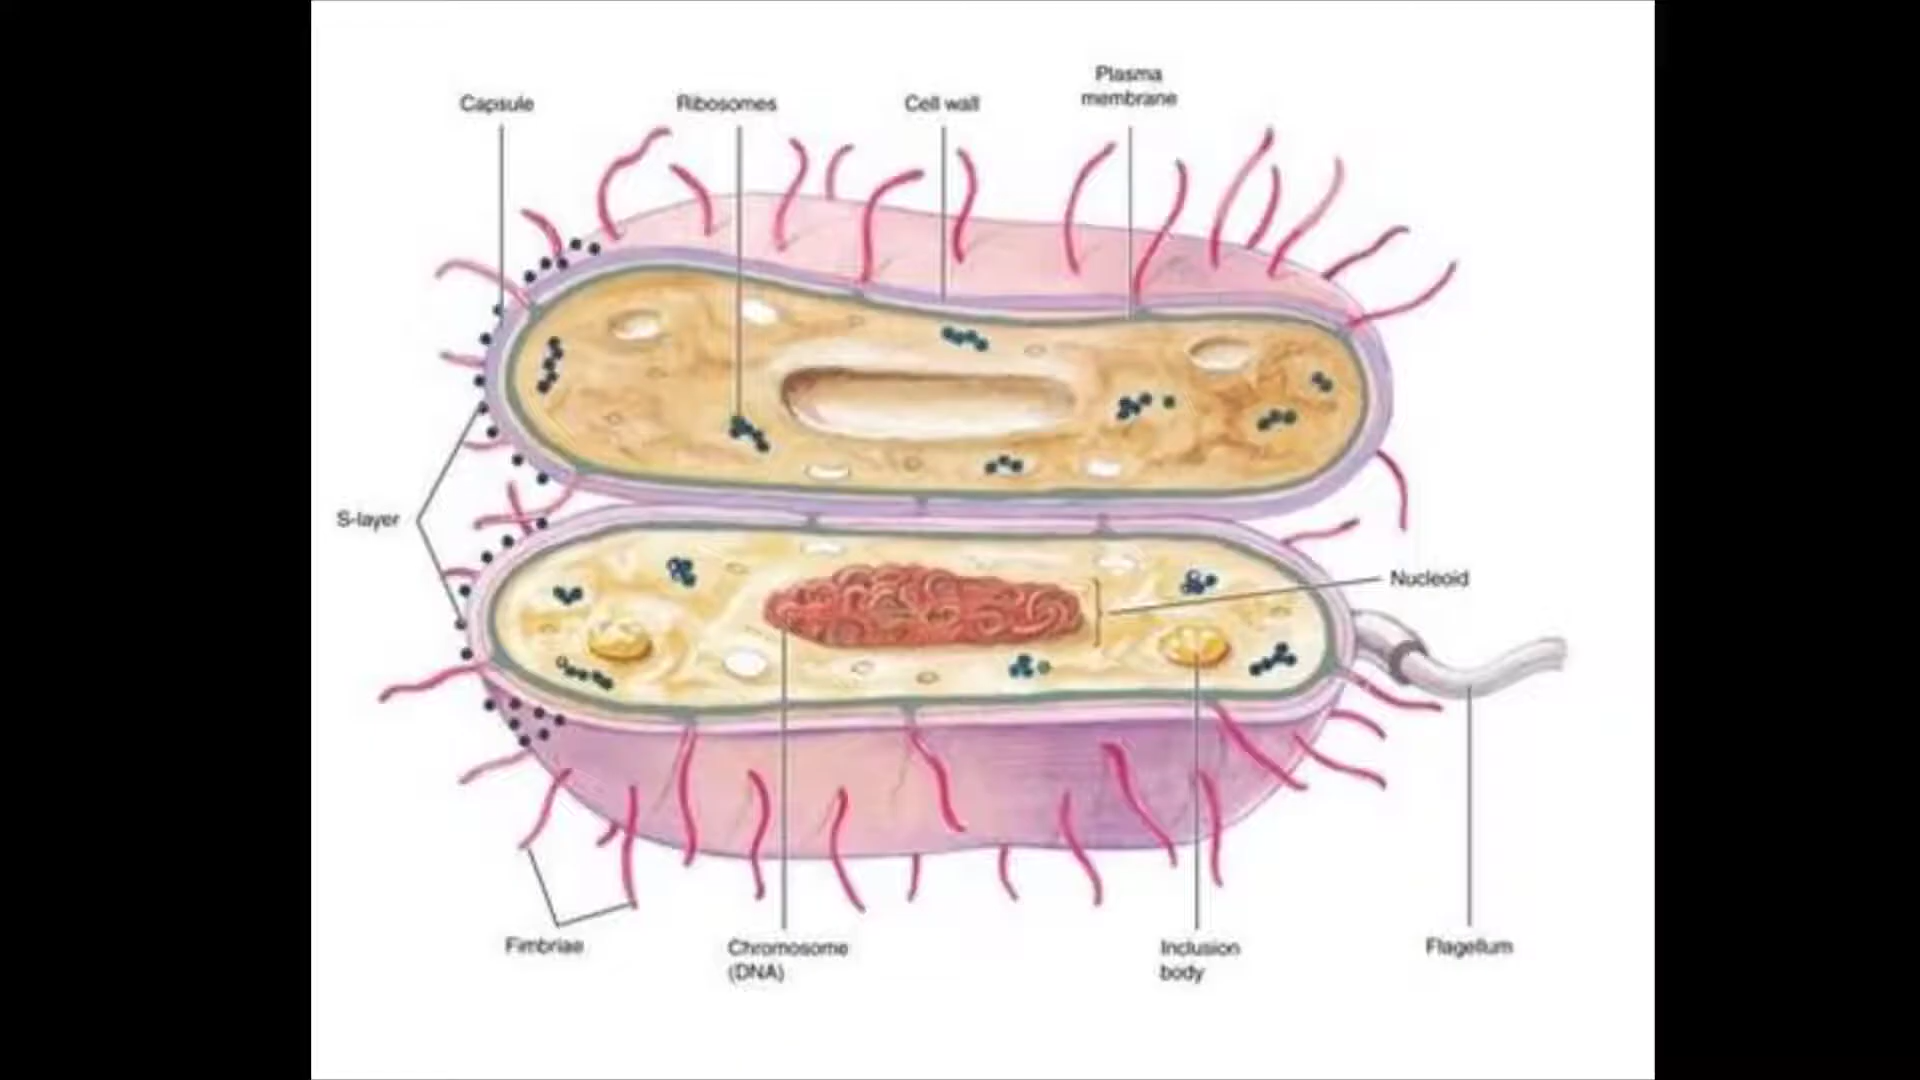 Plasma
membrane
Capsule
Ribosomes
Cell wall
S-layer
Nucleoid
Fimbriae
Chromosome
(DNA)
Inclusion
body
Flagellum